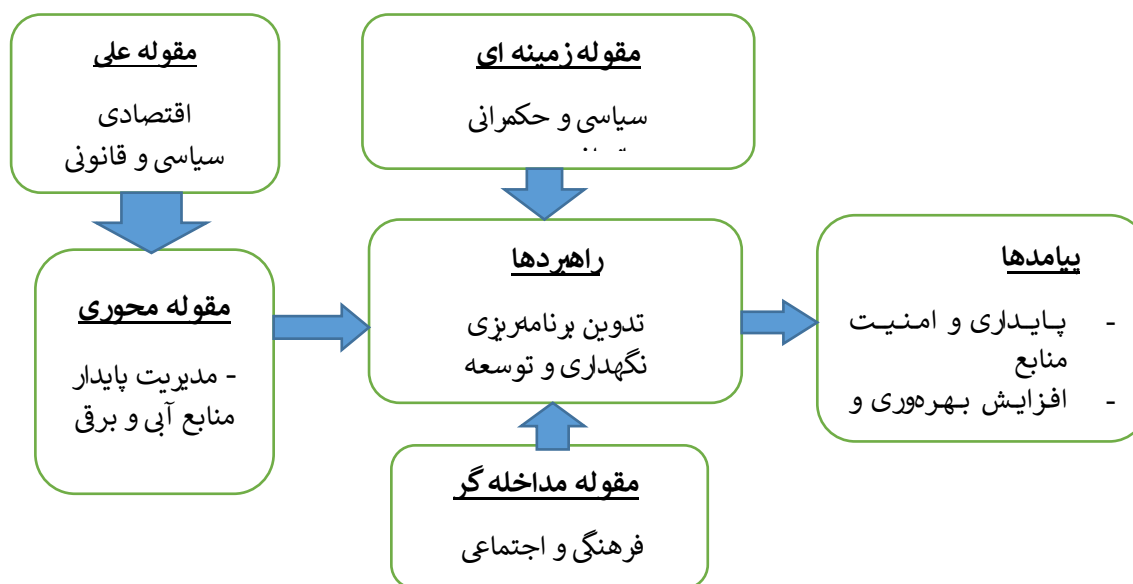 مقوله علی
اقتصادی
سیاسی و قانونی
مقوله زمینه ای
سیاسی و حکمرانی
مقوله محوری
- مدیریت پایدار
منابع آبی و برقی
راهبردها
تدوین برنامه‌ریزی
نگهداری و توسعه
مقوله مداخله گر
فرهنگی و اجتماعی
پیامدها
- پایداری و امنیت
منابع
- افزایش بهره‌وری و